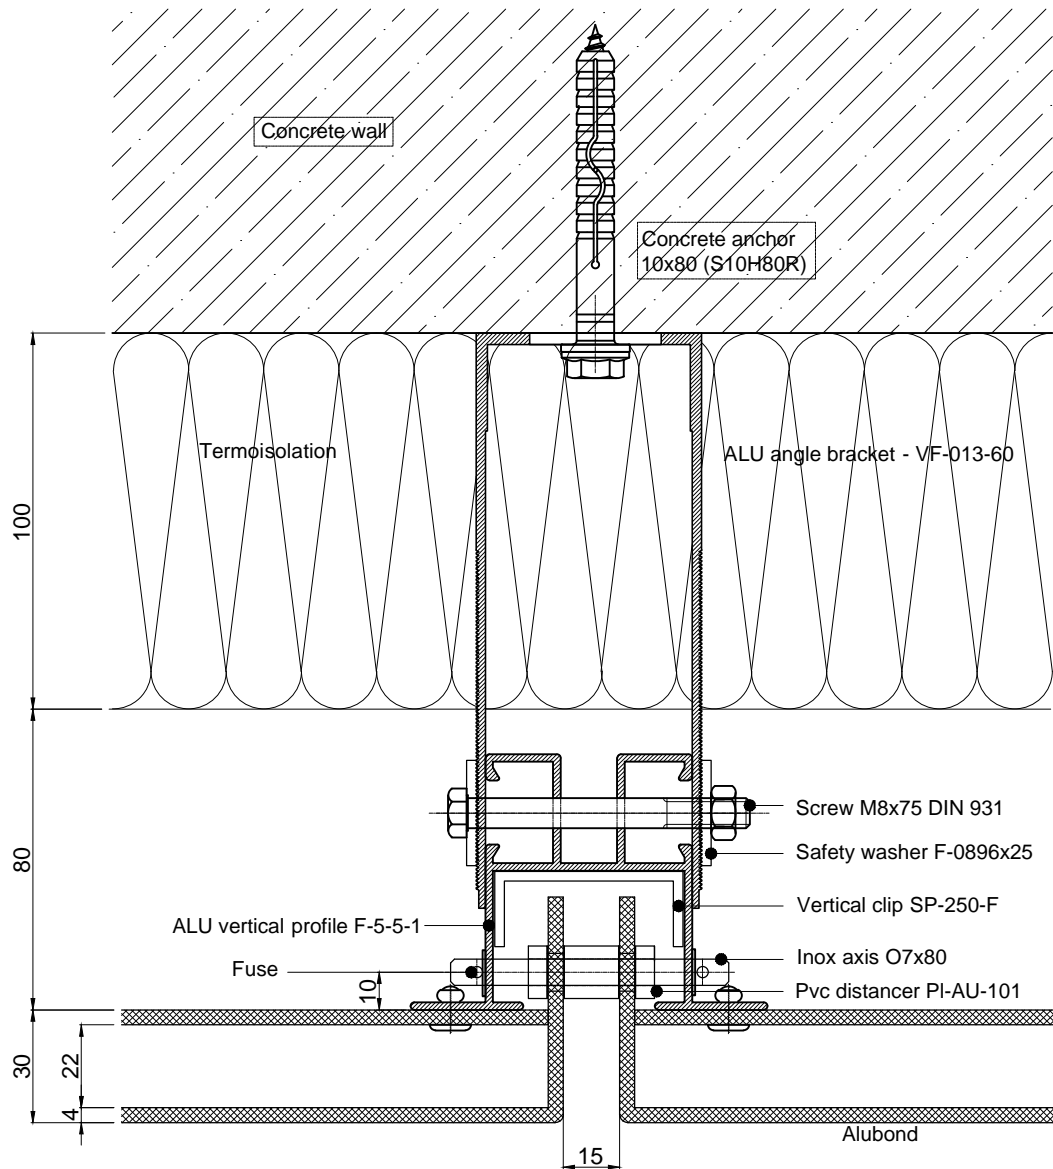 Concrete wall
Concrete anchor
10x80 (S10H80R)
Termoisolation
ALU angle bracket - VF-013-60
100
Screw M8x75 DIN 931
Safety washer F-0896x25
80
Vertical clip SP-250-F
ALU vertical profile F-5-5-1
Inox axis O7x80
Fuse
10
Pvc distancer PI-AU-101
30
22
4
Alubond
15